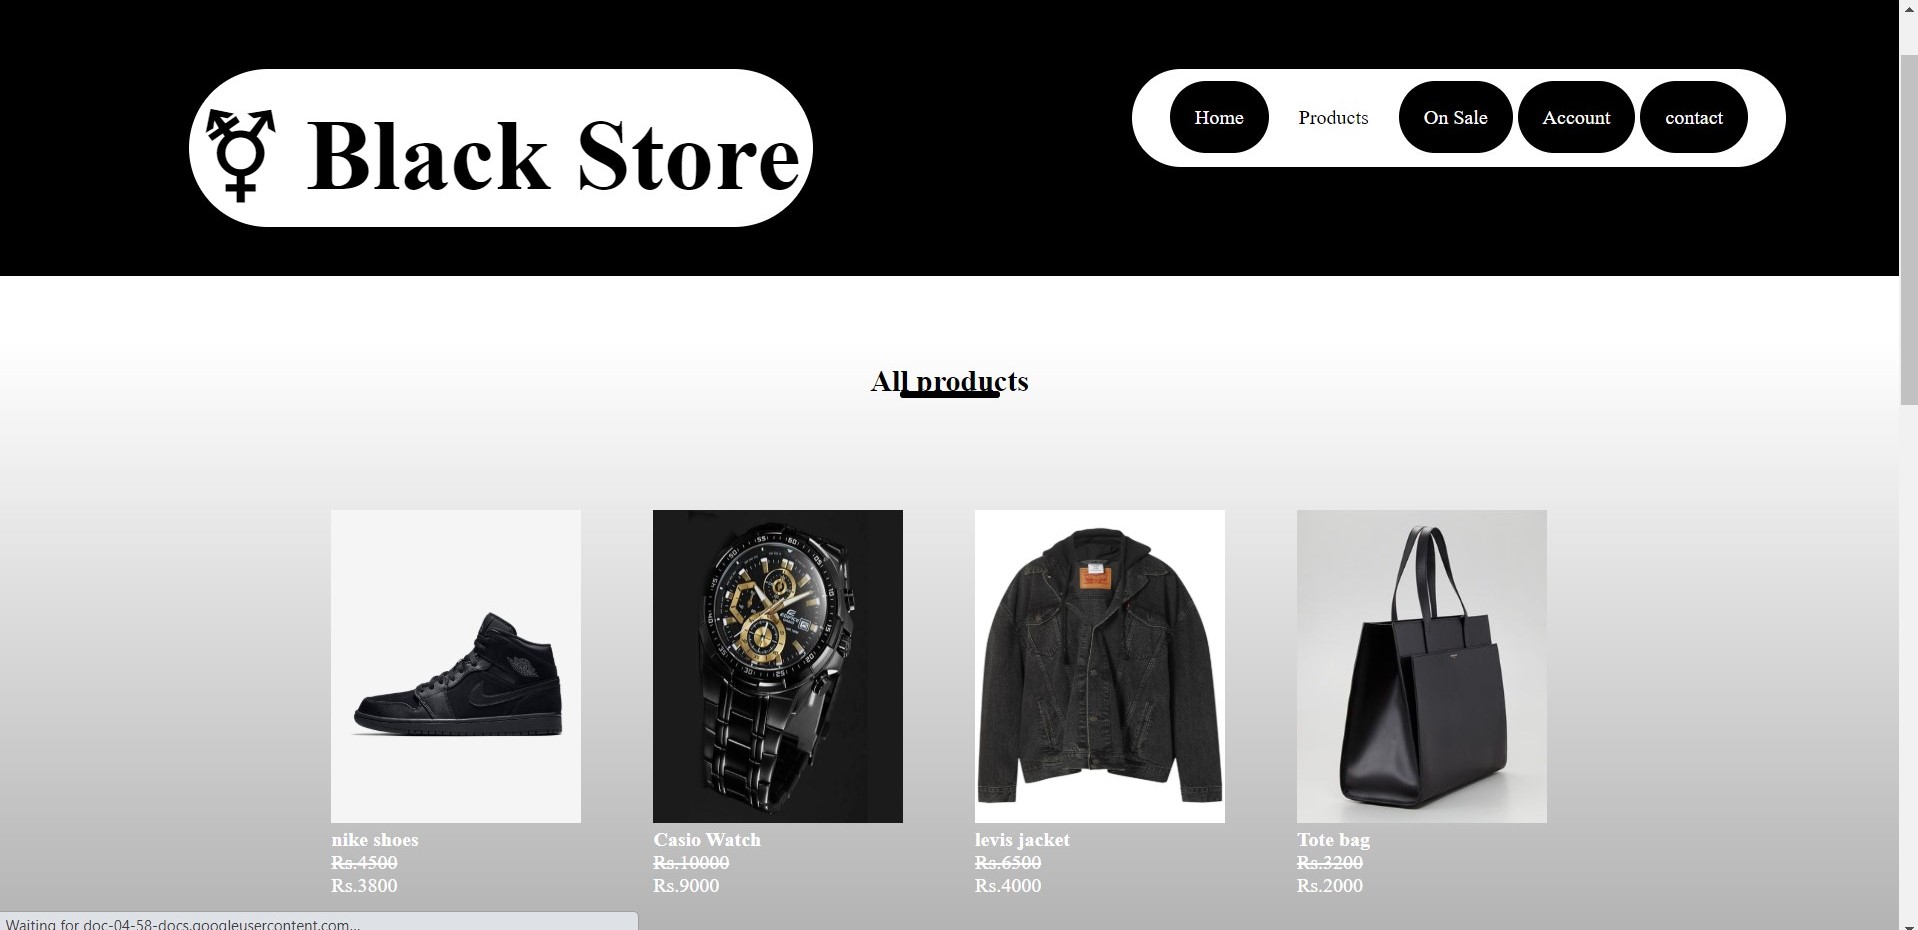 ⚧ Black Store
Home Products On Sale Account contact
All products
nike shoes
Rs.4500
Rs.3800
Casio Watch
Rs.10000
Rs.9000
levis jacket
Rs.6500
Rs.4000
Tote bag
Rs.3200
Rs.2000
Waiting for doc-04-58-docs.googleusercontent.com...